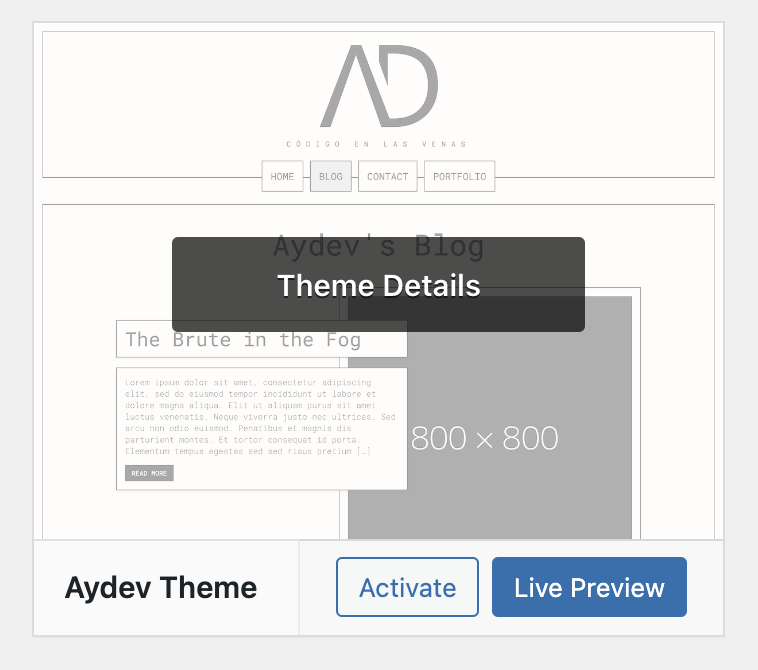 AD
CÓDIGO EN LAS VENAS
HOME BLOG CONTACT PORTFOLIO
Aydev's Blog
Theme Details
The Brute in the Fog
Lorem ipsum dolor sit amet, consectetur adipiscing
elit, sed do eiusmod tempor incididunt ut labore et
dolore magna aliqua. Elit ut aliquam purus sit amet
luctus venenatis. Neque viverra justo nec ultrices. Sed
arcu non odio euismod. Penatibus et magnis dis
parturient montes. Et tortor consequat id porta.
Elementum tempus egestas sed sed risus pretium […]
READ MORE
800 × 800
Aydev Theme
Activate
Live Preview